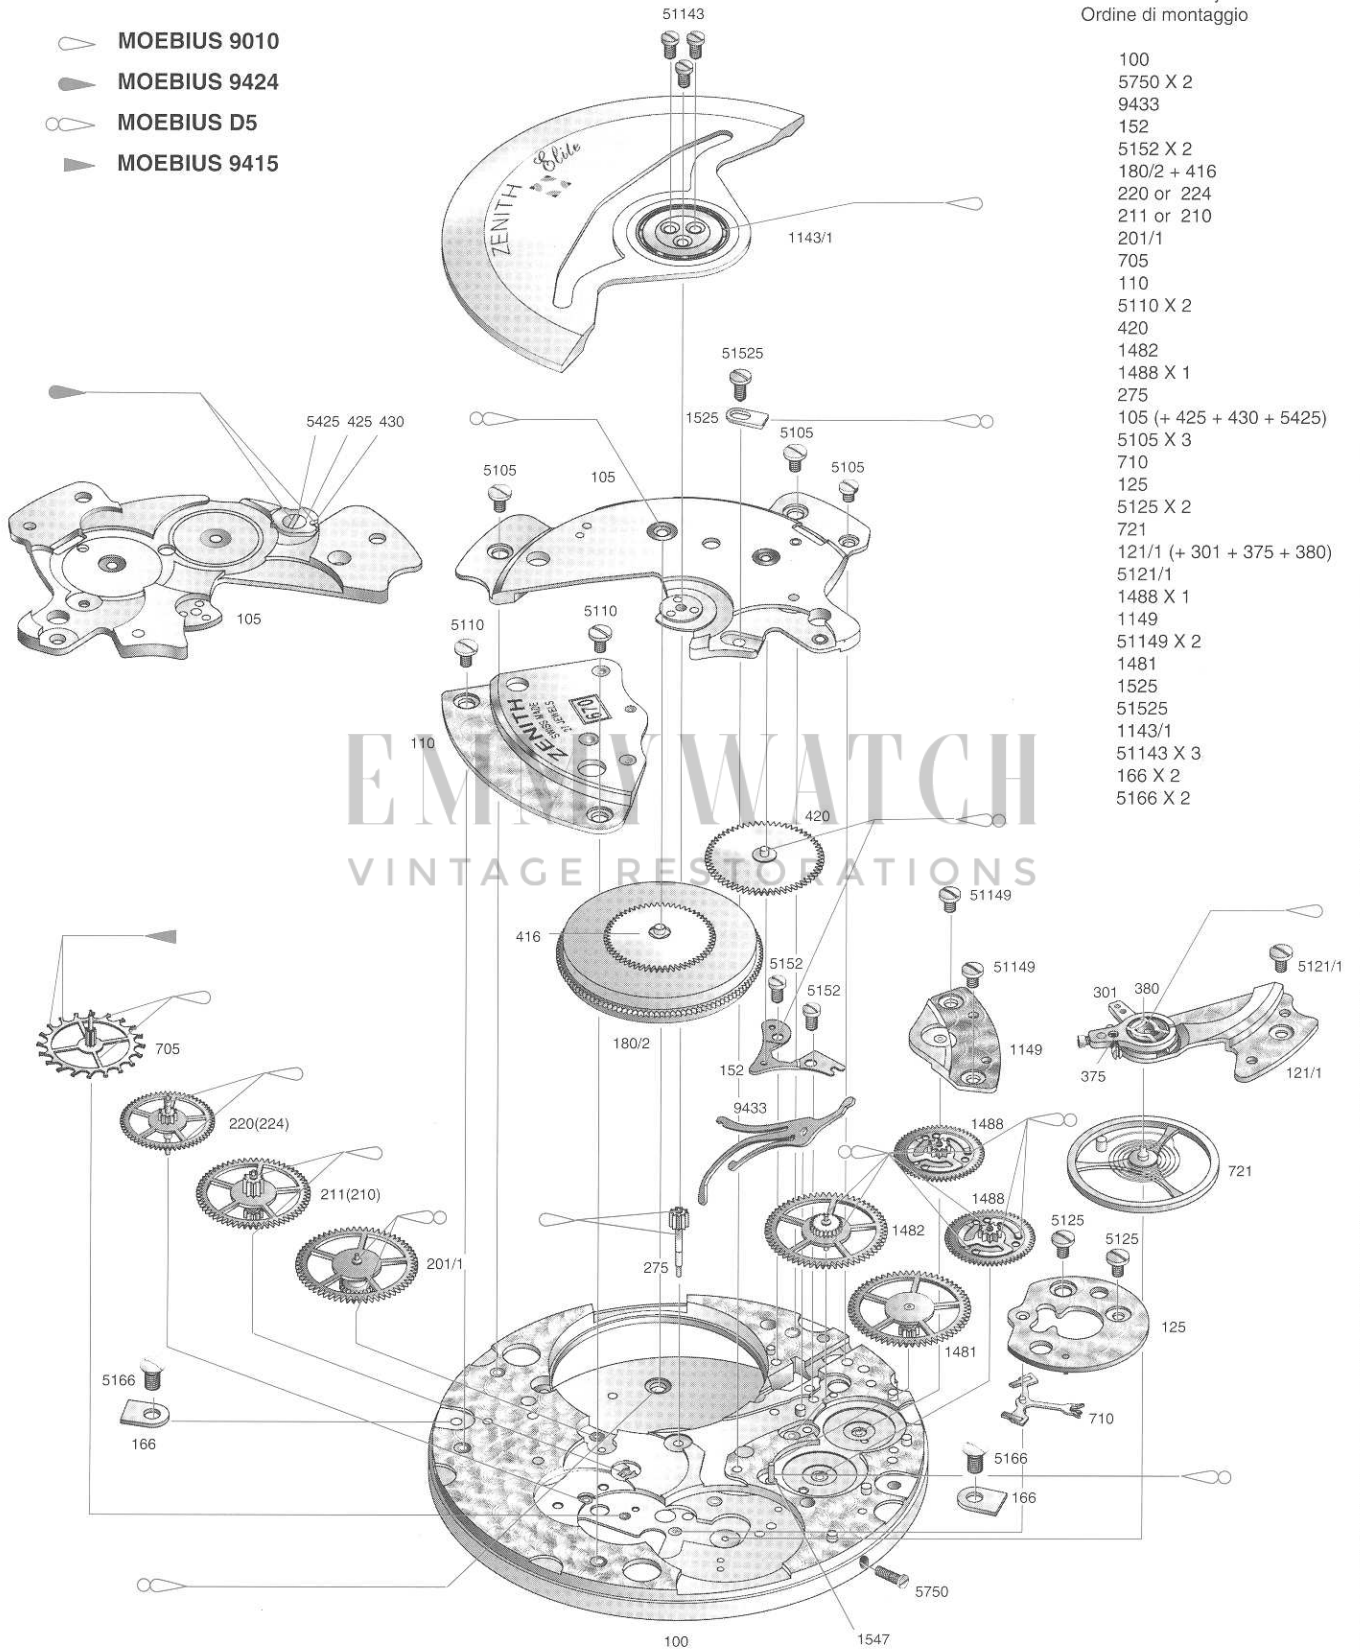 51143
Ordine di montaggio
MOEBIUS 9010
MOEBIUS 9424
MOEBIUS D5
MOEBIUS 9415
100
5750 X 2
9433
152
5152 X 2
180/2 + 416
220 or 224
211 or 210
201/1
705
110
5110 X 2
420
1482
1488 X 1
275
105 (+ 425 + 430 + 5425)
5105 X 3
710
125
5125 X 2
721
121/1 (+ 301 + 375 + 380)
5121/1
1488 X 1
1149
51149 X 2
1481
1525
51525
1143/1
51143 X 3
166 X 2
5166 X 2
ZENITH
Elite
1143/1
51525
1525
5425 425 430
5105
5105
105
5105
105
5110
5110
ZENITH
SWISS MADE
27 JEWELS
670
110
EMMYWATCH
VINTAGE RESTORATIONS
420
51149
416
5152
51149
5121/1
301
380
5152
705
180/2
152
1149
375
121/1
9433
220(224)
1488
721
211(210)
1488
5125
1482
5125
201/1
275
125
1481
5166
710
166
5166
166
5750
1547
100